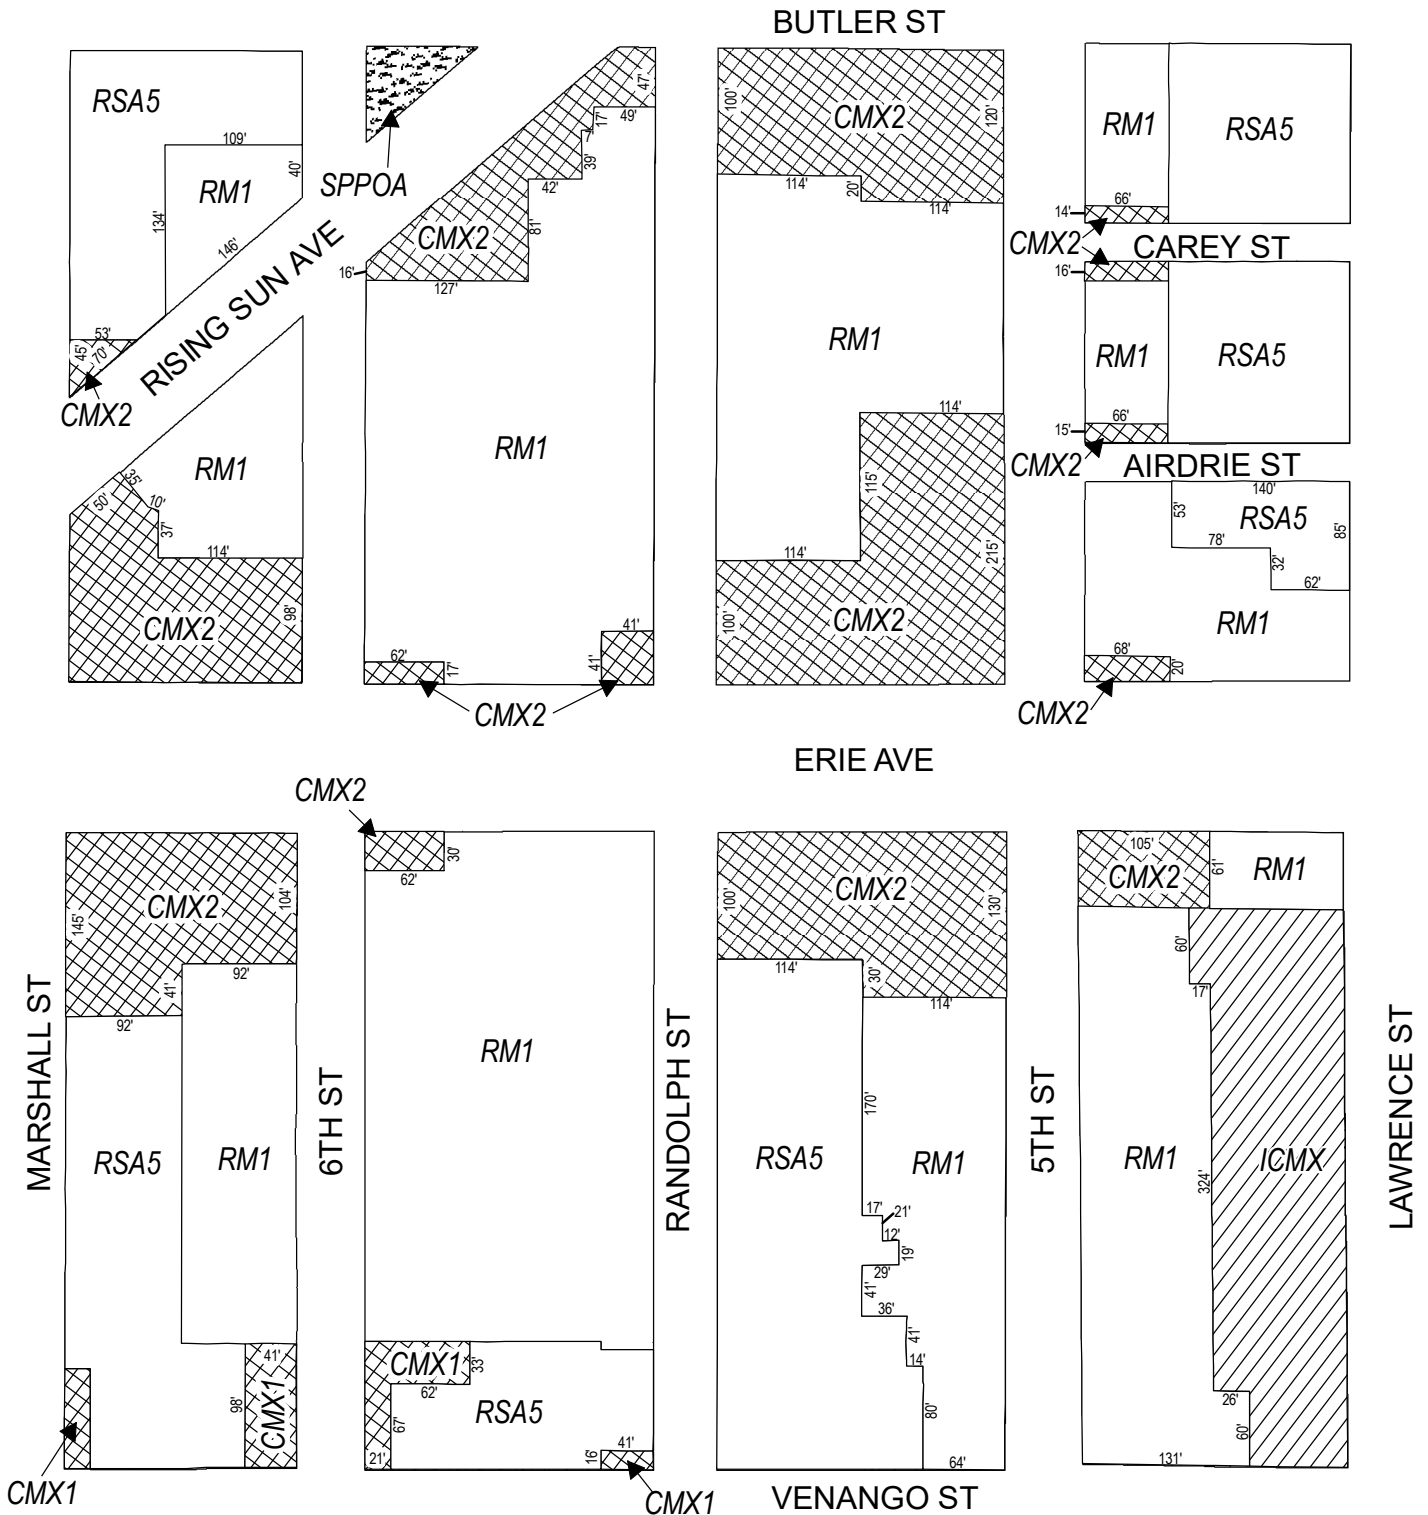 BUTLER ST
RSA5
109'
40'
RM1
134'
146'
53'
45'
70'
CMX2
RISING SUN AVE
SPPOA
47'
49'
17'
7'
39'
42'
81'
CMX2
16'
127'
RM1
100'
CMX2
120'
114'
20'
114'
RM1
114'
115'
114'
215'
100'
CMX2
RM1
RSA5
66'
14'
CMX2
CAREY ST
16'
RM1
RSA5
66'
15'
CMX2
AIRDRIE ST
140'
53'
RSA5
85'
78'
32'
62'
RM1
68'
20'
CMX2
RM1
35'
50'
10'
37'
114'
98'
CMX2
62'
17'
41'
41'
CMX2
ERIE AVE
CMX2
30'
62'
145'
CMX2
104'
92'
41'
92'
RSA5
RM1
41'
98'
CMX1
CMX1
MARSHALL ST
6TH ST
RM1
CMX1
33'
62'
67'
RSA5
21'
41'
16'
CMX1
RANDOLPH ST
100'
CMX2
130'
114'
30'
114'
170'
RSA5
RM1
17'
21'
12'
19'
29'
41'
36'
41'
14'
80'
64'
VENANGO ST
5TH ST
105'
CMX2
61'
RM1
60'
17'
RM1
324'
ICMX
26'
60'
131'
LAWRENCE ST